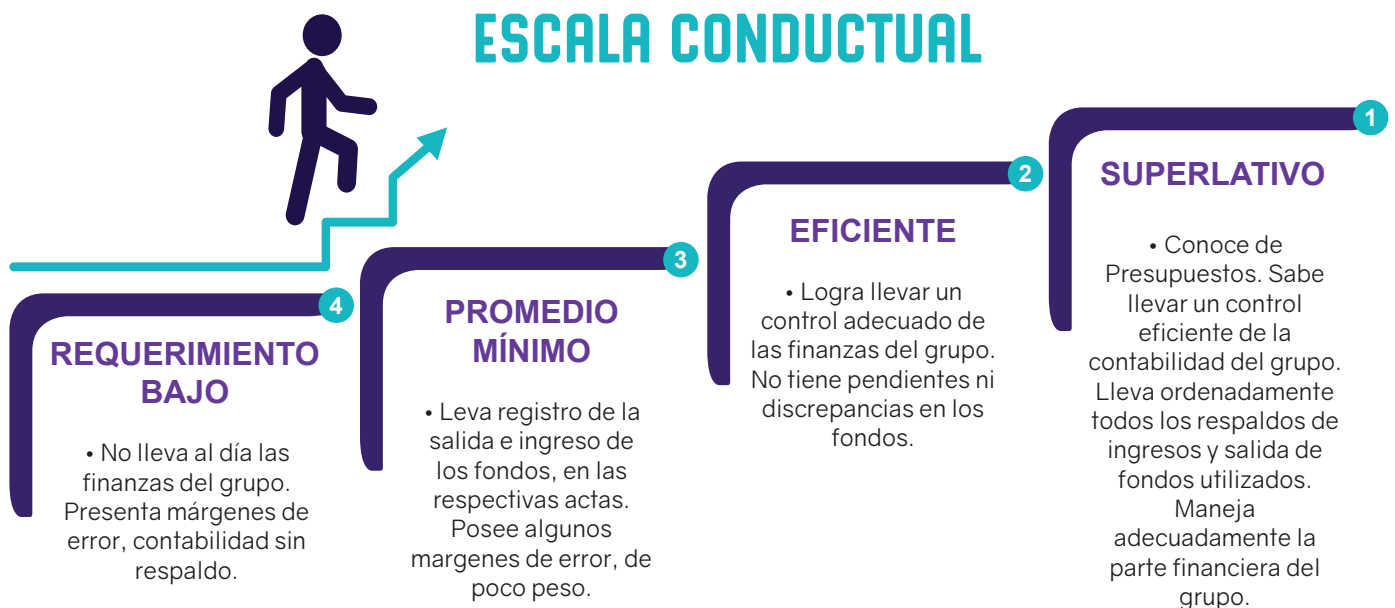 ESCALA CONDUCTUAL
4
REQUERIMIENTO
BAJO
• No lleva al día las
finanzas del grupo.
Presenta márgenes de
error, contabilidad sin
respaldo.
3
PROMEDIO
MÍNIMO
• Leva registro de la
salida e ingreso de
los fondos, en las
respectivas actas.
Posee algunos
margenes de error, de
poco peso.
2
EFICIENTE
• Logra llevar un
control adecuado de
las finanzas del grupo.
No tiene pendientes ni
discrepancias en los
fondos.
1
SUPERLATIVO
• Conoce de
Presupuestos. Sabe
llevar un control
eficiente de la
contabilidad del grupo.
Lleva ordenadamente
todos los respaldos de
ingresos y salida de
fondos utilizados.
Maneja
adecuadamente la
parte financiera del
grupo.